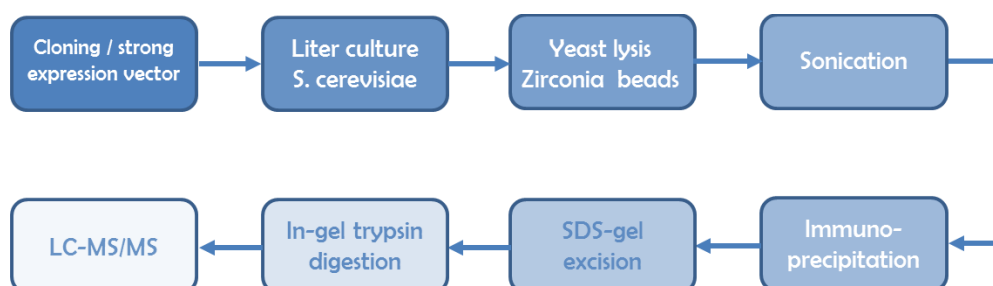 Cloning / strong
expression vector
Liter culture
S. cerevisiae
Yeast lysis
Zirconia beads
Sonication
Immuno-
precipitation
SDS-gel
excision
In-gel trypsin
digestion
LC-MS/MS